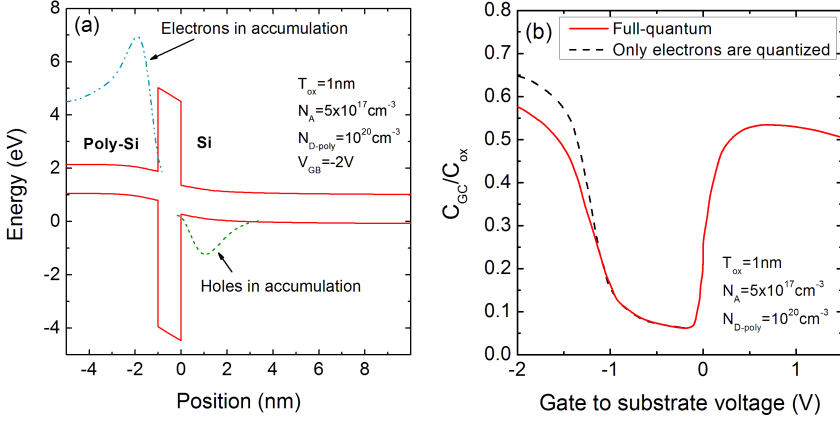 (a)
Electrons in accumulation
Poly-Si
Si
T_ox=1nm
N_A=5x10^17cm^-3
N_D-poly=10^20cm^-3
V_GB=-2V
Holes in accumulation
8
6
4
2
0
-2
-4
Energy (eV)
-4 -2 0 2 4 6 8
Position (nm)
(b)
Full-quantum
Only electrons are quantized
T_ox=1nm
N_A=5x10^17cm^-3
N_D-poly=10^20cm^-3
0.8
0.7
0.6
0.5
0.4
0.3
0.2
0.1
0.0
C_GC/C_ox
-2 -1 0 1
Gate to substrate voltage (V)